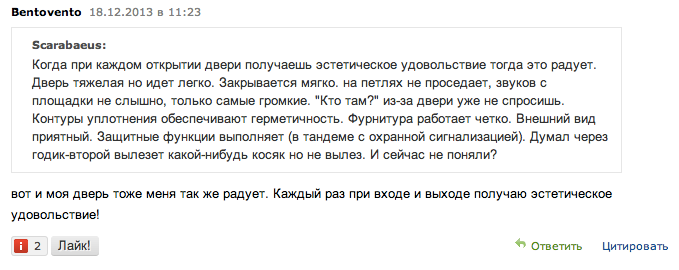 Bentovento 18.12.2013 в 11:23
Scarabaeus:
Когда при каждом открытии двери получаешь эстетическое удовольствие тогда это радует.
Дверь тяжелая но идет легко. Закрывается мягко. на петлях не проседает, звуков с
площадки не слышно, только самые громкие. "Кто там?" из-за двери уже не спросишь.
Контуры уплотнения обеспечивают герметичность. Фурнитура работает четко. Внешний вид
приятный. Защитные функции выполняет (в тандеме с охранной сигнализацией). Думал через
годик-второй вылезет какой-нибудь косяк но не вылез. И сейчас не поняли?
вот и моя дверь тоже меня так же радует. Каждый раз при входе и выходе получаю эстетическое
удовольствие!
2 Лайк! Ответить Цитировать